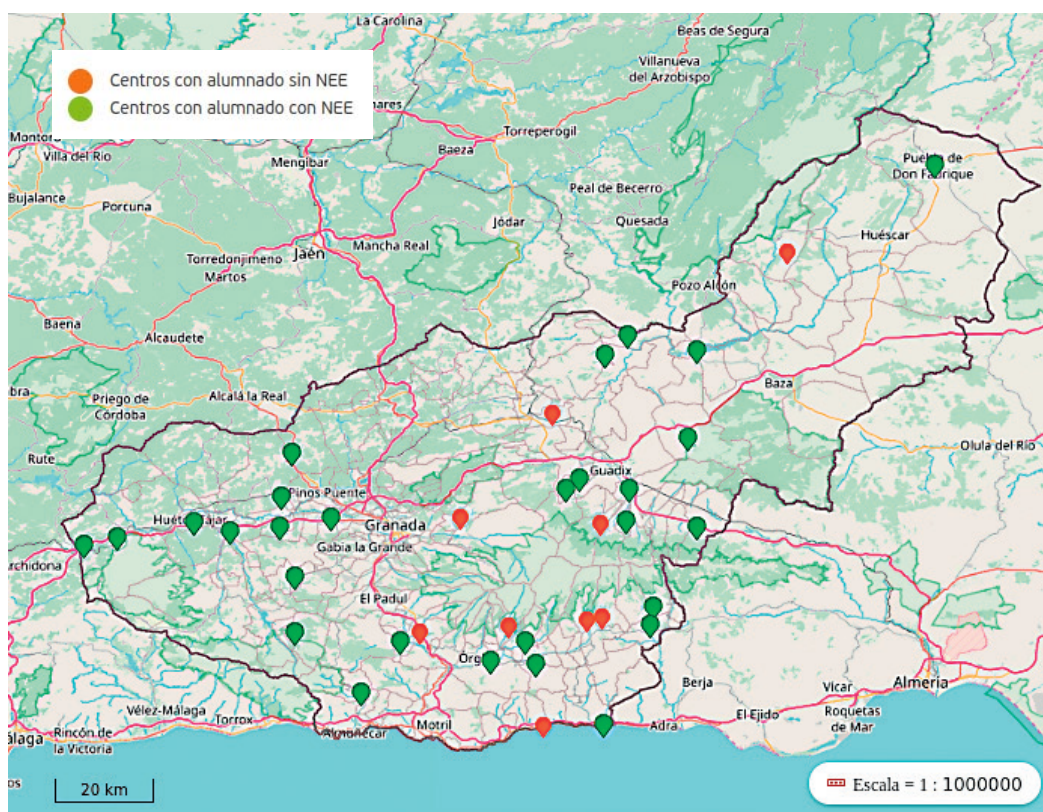 La Carolina
Beas de Segura
Villanueva
del Arzobispo
Centros con alumnado sin NEE
Centros con alumnado con NEE
Torreperogil
Baeza
Villa del Río
Mengíbar
Bujalance
Porcuna
Peal de Becerro
Quesada
Jódar
Mancha Real
Jaén
Torredonjimeno
Martos
Puebla de
Don Fadrique
Huéscar
Pozo Alcón
Baena
Alcaudete
Priego de
Córdoba
Alcalá la Real
Baza
Rute
Olula del Río
Guadix
Pinos Puente
Granada
Gabia la Grande
El Padul
Motril
Almuñécar
Torrox
Vélez-Málaga
Rincón de
la Victoria
Berja
Adra
El Ejido
Vicar
Roquetas
de Mar
Almería
20 km
Escala = 1 : 1000000